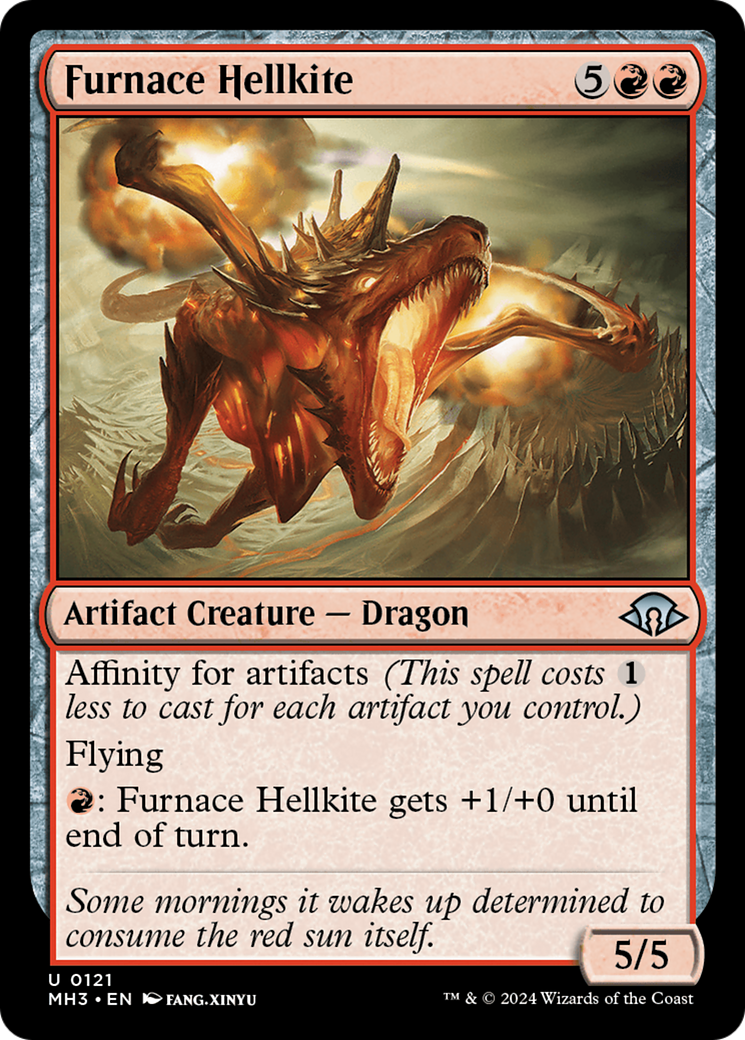 Furnace Hellkite 5
Artifact Creature — Dragon
Affinity for artifacts (This spell costs 1
less to cast for each artifact you control.)
Flying
: Furnace Hellkite gets +1/+0 until
end of turn.
Some mornings it wakes up determined to
consume the red sun itself.
5/5
U 0121
MH3 • EN FANG.XINYU
™ & © 2024 Wizards of the Coast